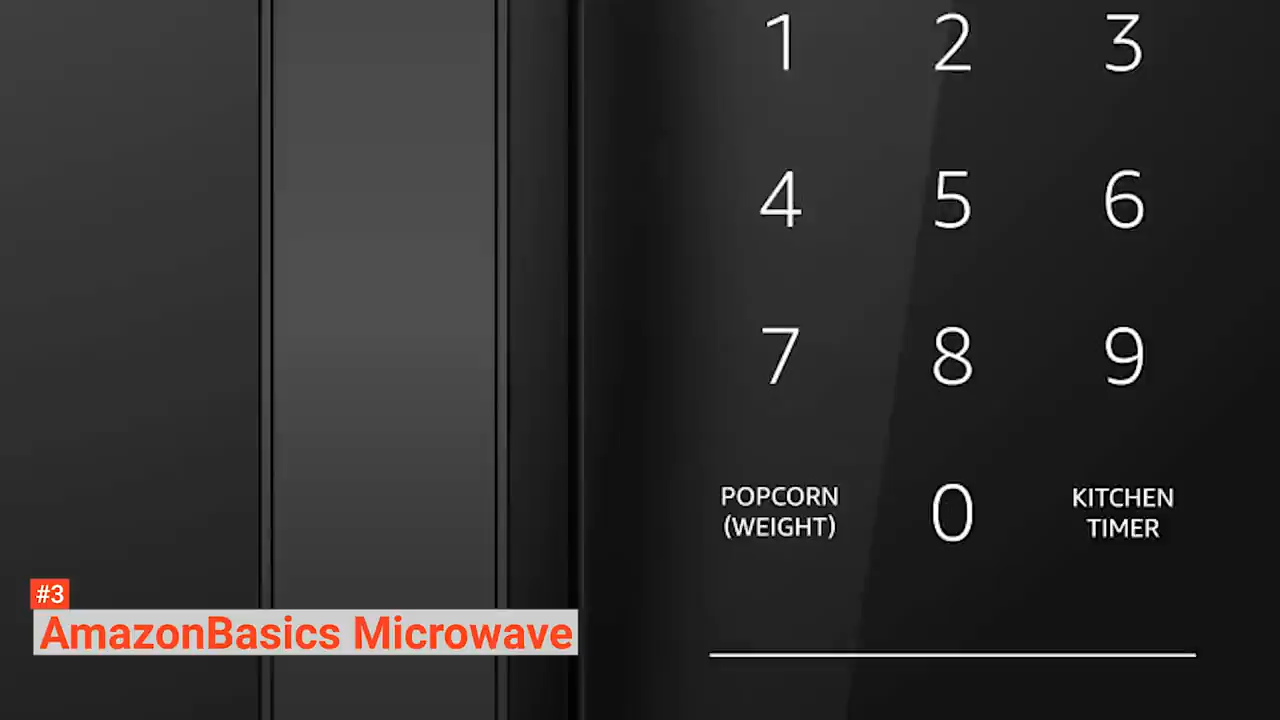 1 2 3
4 5 6
7 8 9
POPCORN
(WEIGHT)
0
KITCHEN
TIMER
#3
AmazonBasics Microwave